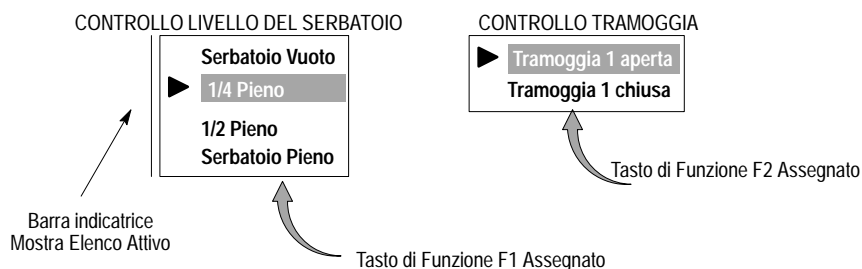 CONTROLLO LIVELLO DEL SERBATOIO
Serbatoio Vuoto
1/4 Pieno
1/2 Pieno
Serbatoio Pieno
CONTROLLO TRAMOGGIA
Tramoggia 1 aperta
Tramoggia 1 chiusa
Tasto di Funzione F2 Assegnato
Barra indicatrice
Mostra Elenco Attivo
Tasto di Funzione F1 Assegnato